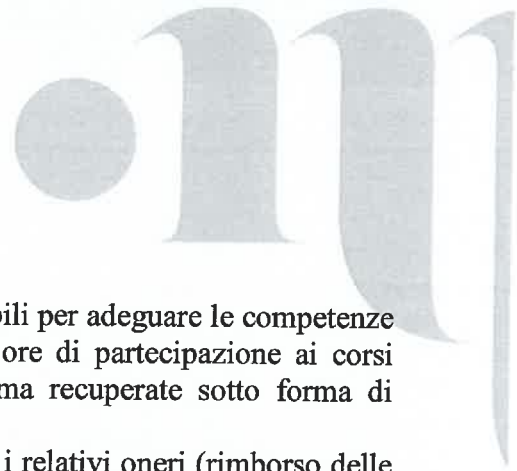 bili per adeguare le competenze
ore di partecipazione ai corsi
ma recuperate sotto forma di
i relativi oneri (rimborso delle